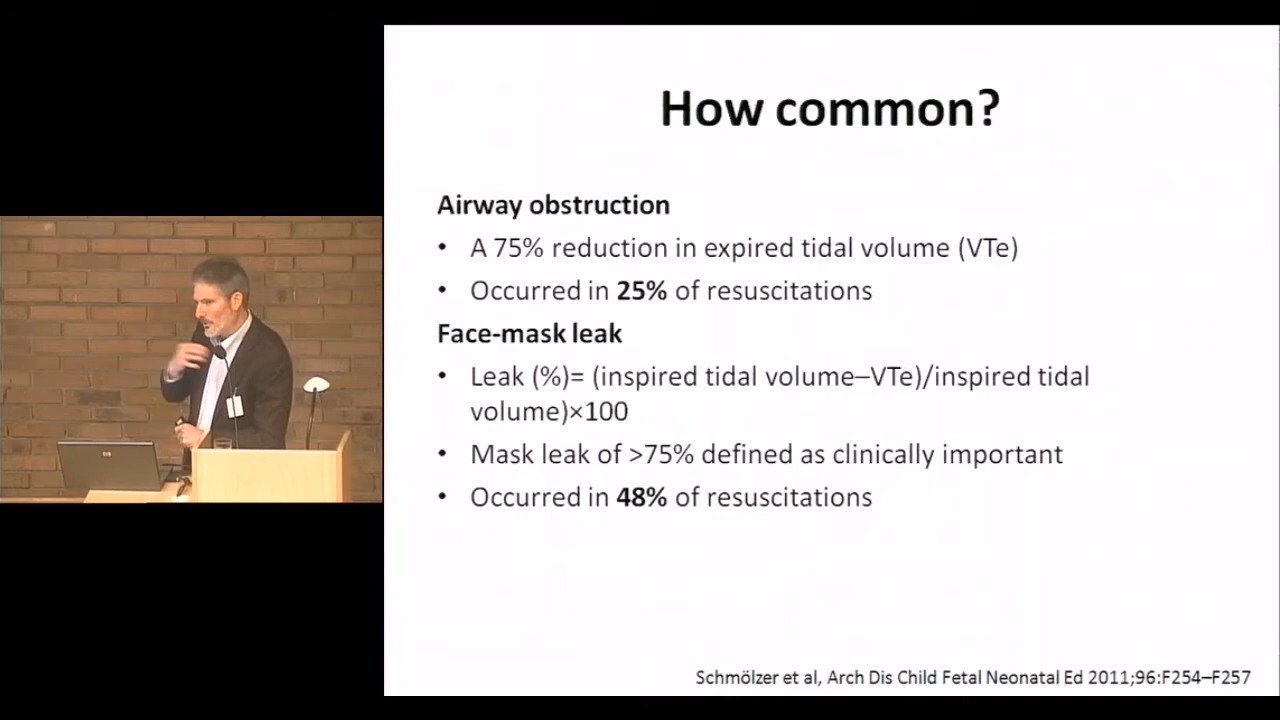 How common?
Airway obstruction
• A 75% reduction in expired tidal volume (VTe)
• Occurred in 25% of resuscitations
Face-mask leak
• Leak (%)= (inspired tidal volume–VTe)/inspired tidal
volume)×100
• Mask leak of >75% defined as clinically important
• Occurred in 48% of resuscitations
Schmölzer et al, Arch Dis Child Fetal Neonatal Ed 2011;96:F254–F257